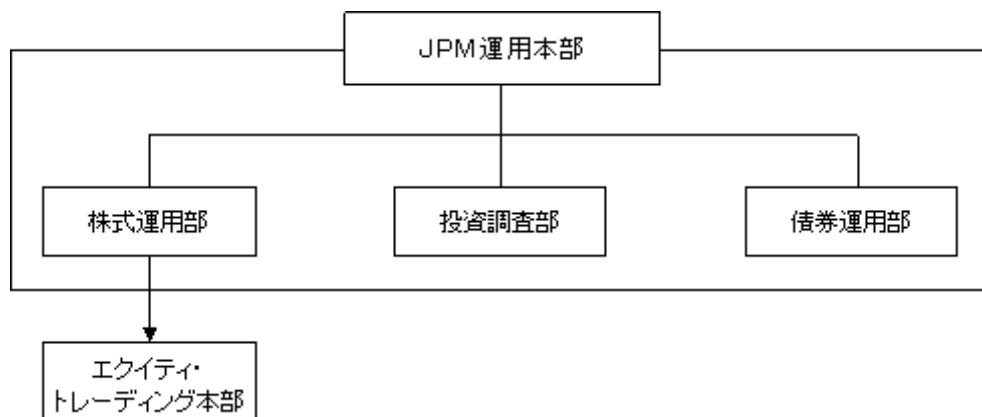 JPM運用本部
株式運用部
投資調査部
債券運用部
エクイティ・
トレーディング本部